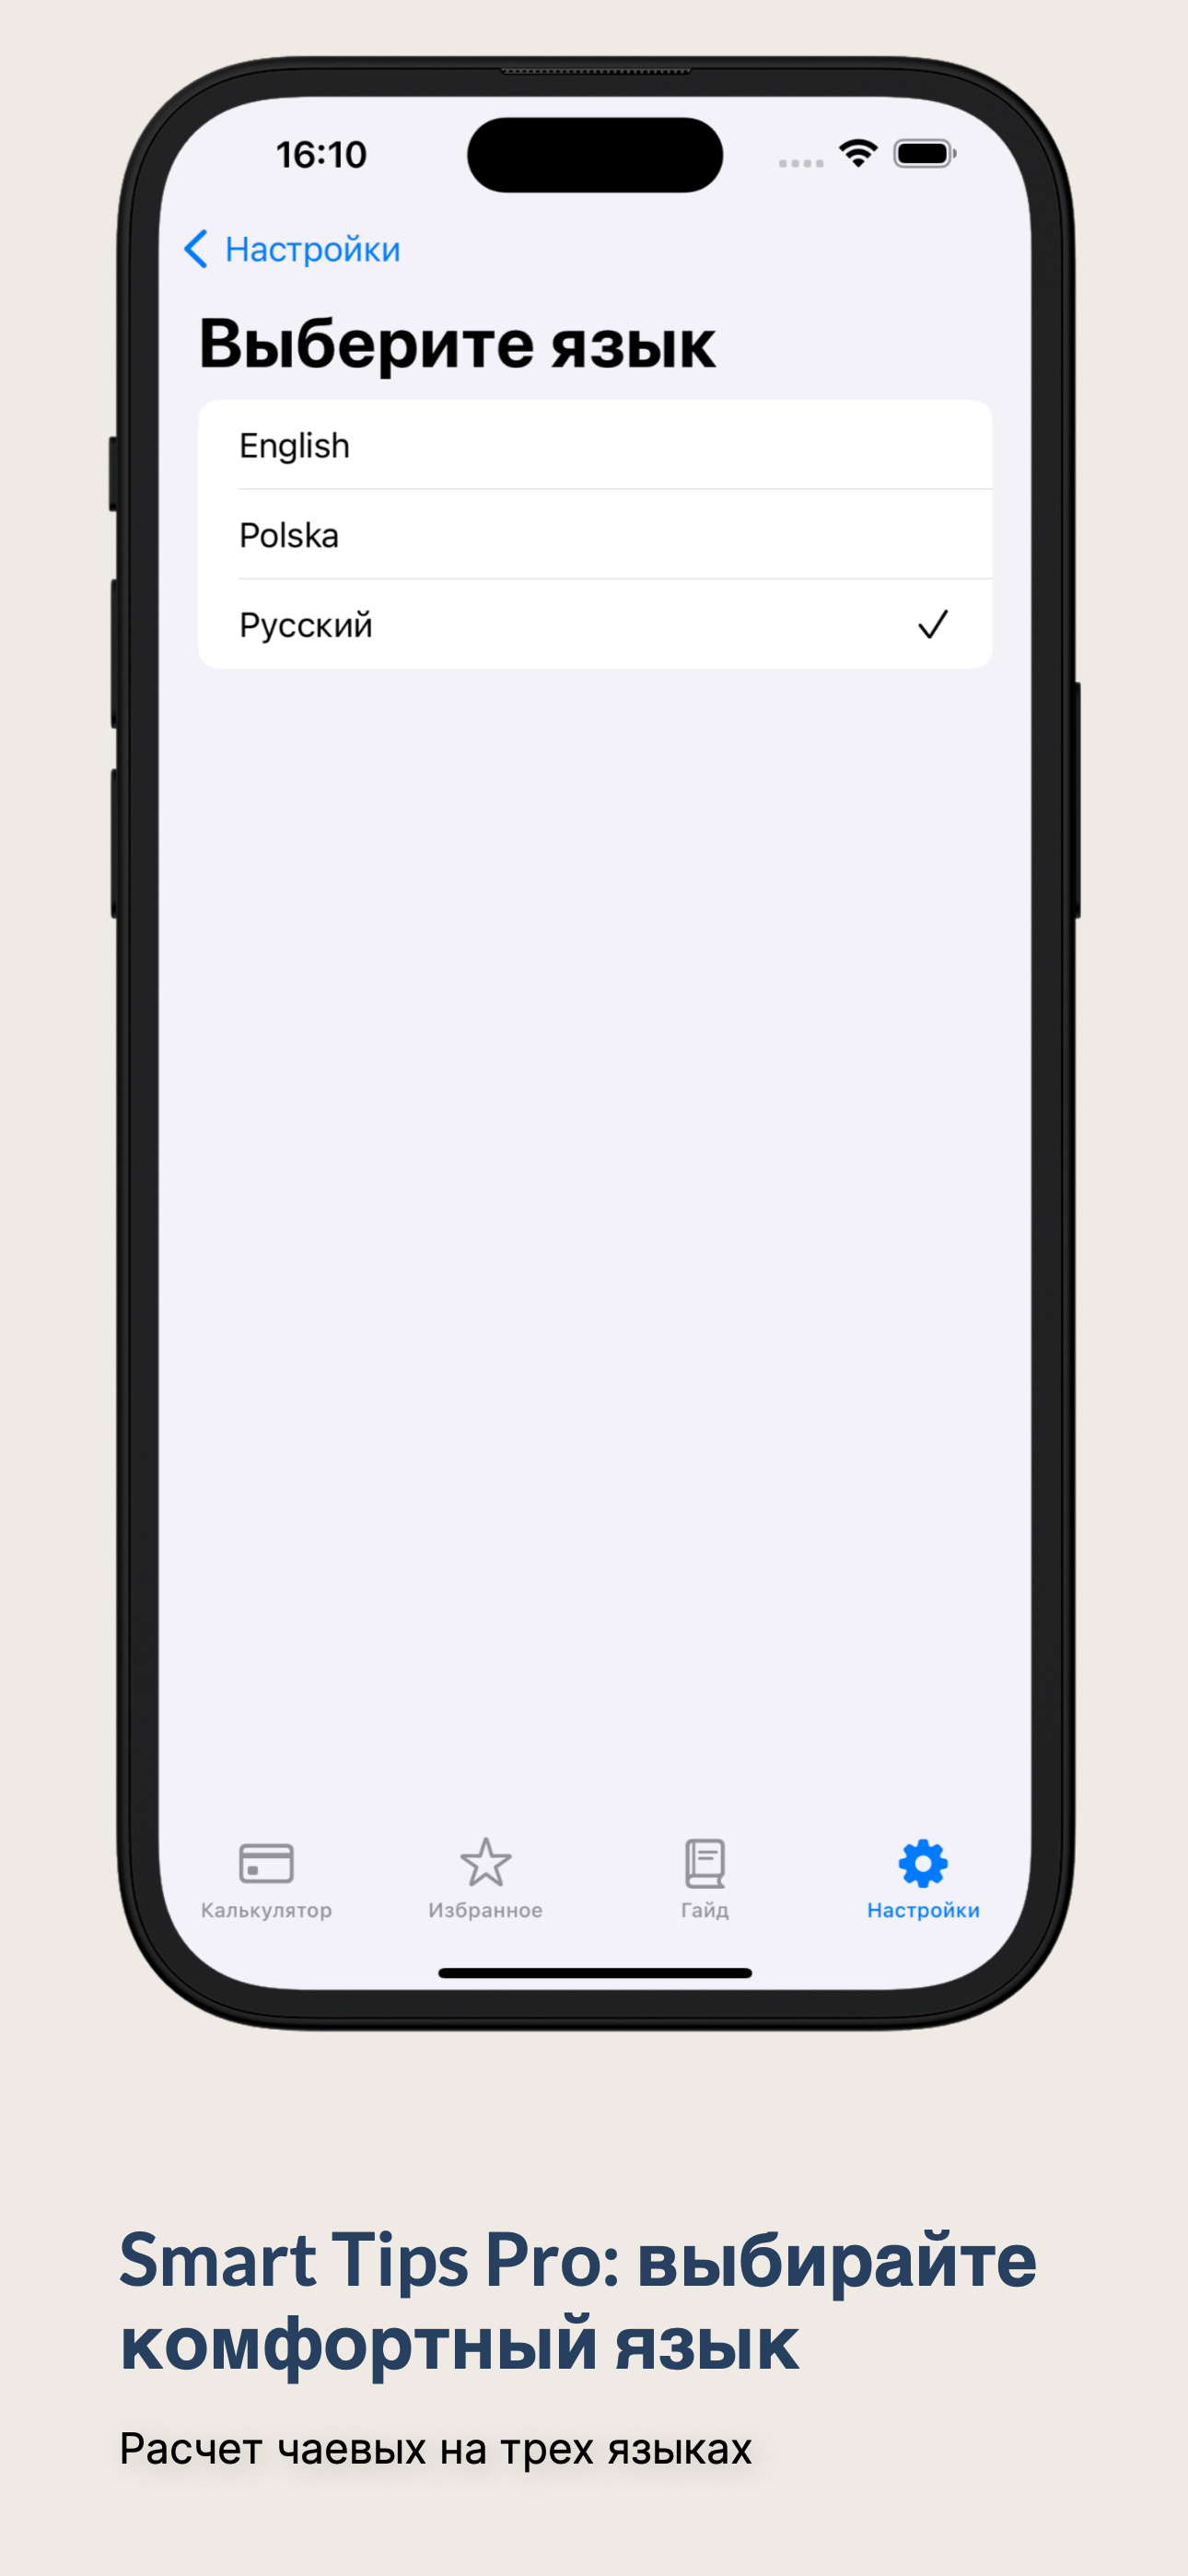 16:10
Настройки
Выберите язык
English
Polska
Русский
Калькулятор
Избранное
Гайд
Настройки
Smart Tips Pro: выбирайте
комфортный язык
Расчет чаевых на трех языках